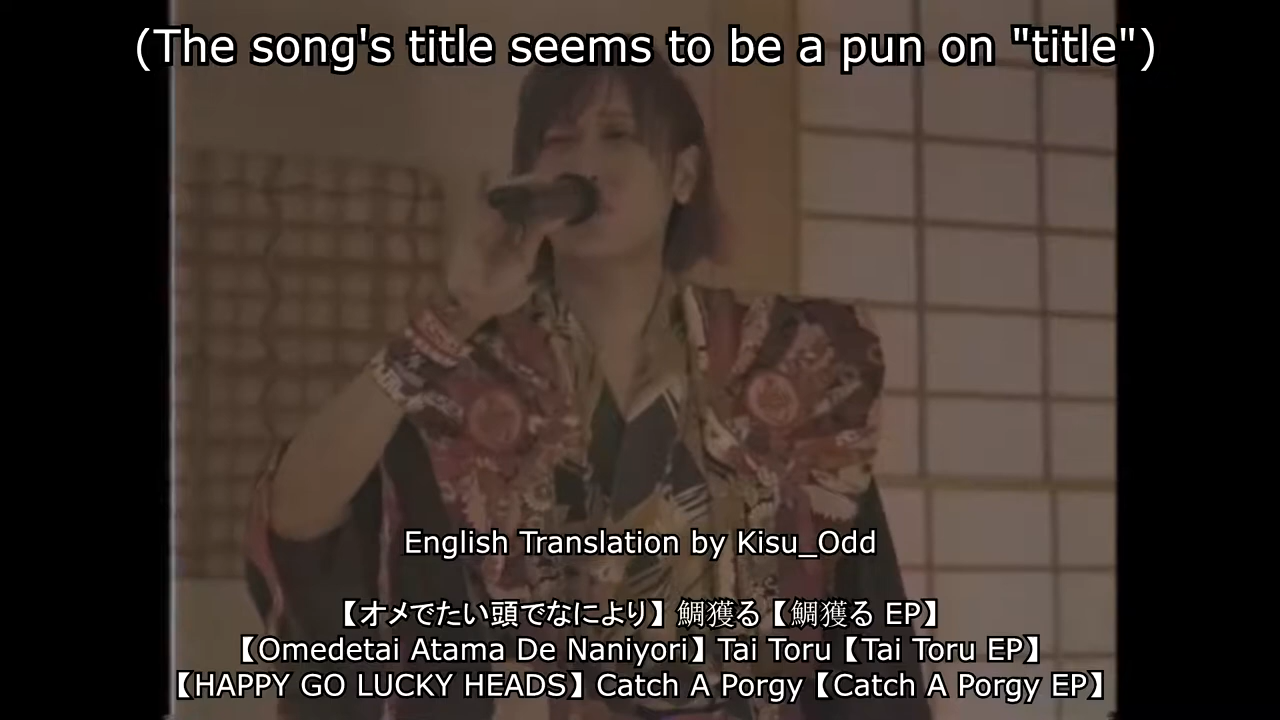 (The song's title seems to be a pun on "title")
English Translation by Kisu_Odd
【オメでたい頭でなにより】 鯛獲る 【鯛獲る EP】
【Omedetai Atama De Naniyori】 Tai Toru 【Tai Toru EP】
【HAPPY GO LUCKY HEADS】 Catch A Porgy 【Catch A Porgy EP】